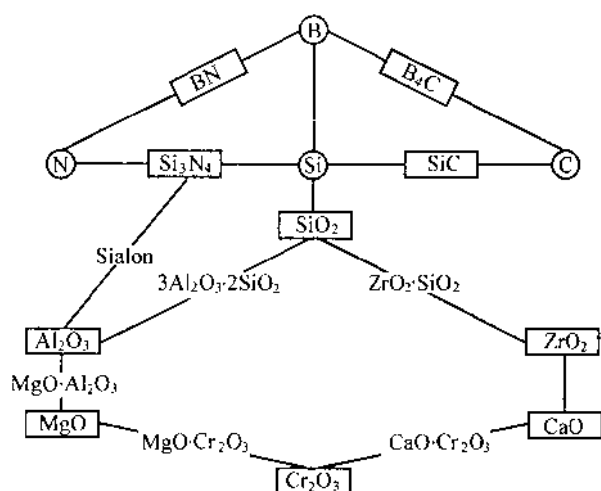 B
BN
B₄C
N
Si₃N₄
Si
SiC
C
SiO₂
Sialon
3Al₂O₃·2SiO₂
ZrO₂·SiO₂
Al₂O₃
ZrO₂
MgO·Al₂O₃
MgO
CaO
MgO·Cr₂O₃
CaO·Cr₂O₃
Cr₂O₃